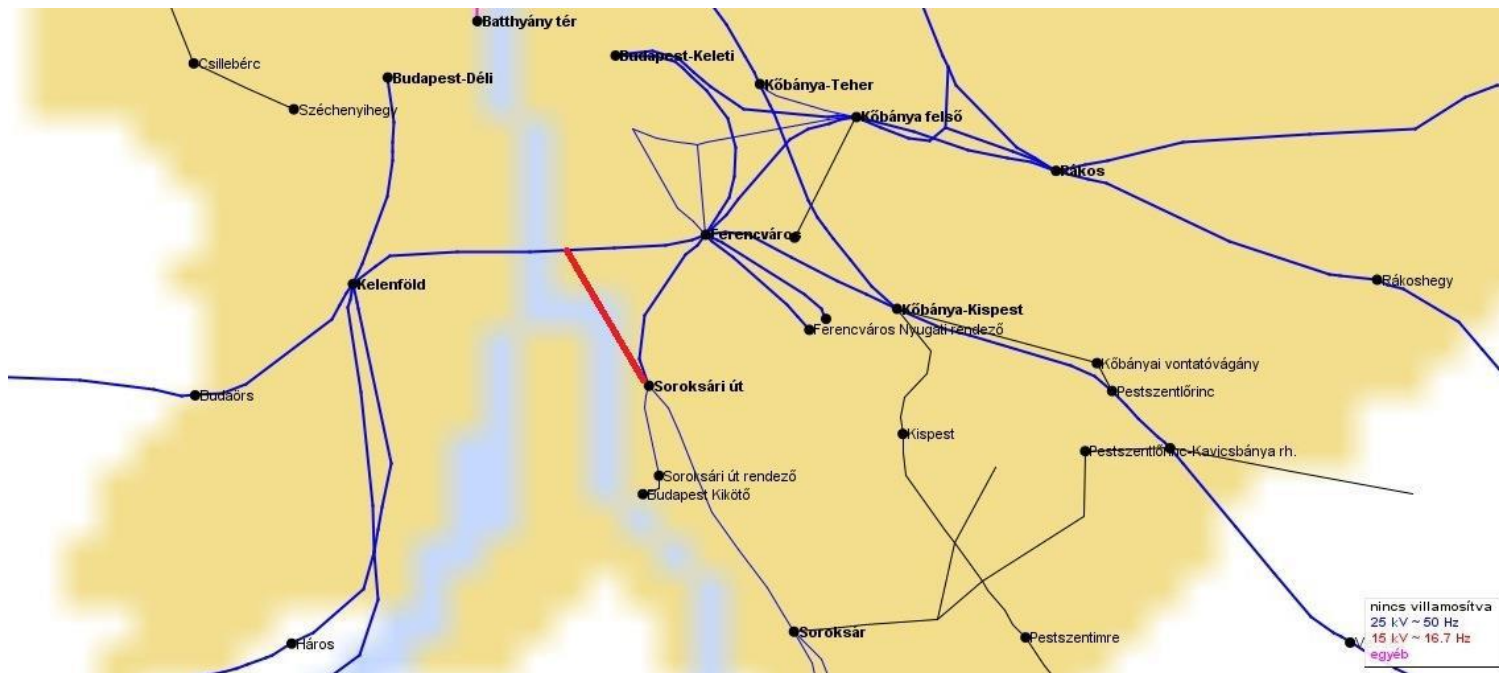 Batthyány tér
Csillebérc
Budapest-Keleti
Budapest-Déli
Kőbánya-Teher
Széchenyihegy
Kőbánya felső
Rákos
Ferencváros
Kelenföld
Rákoshegy
Kőbánya-Kispest
Ferencváros Nyugati rendező
Kőbányai vontatóvágány
Soroksári út
Pestszentlőrinc
Budaörs
Kispest
Pestszentlőrinc-Kavicsbánya rh.
Soroksári út rendező
Budapest Kikötő
Soroksár
Pestszentimre
Háros
V
nincs villamosítva
25 kV ~ 50 Hz
15 kV ~ 16.7 Hz
egyéb